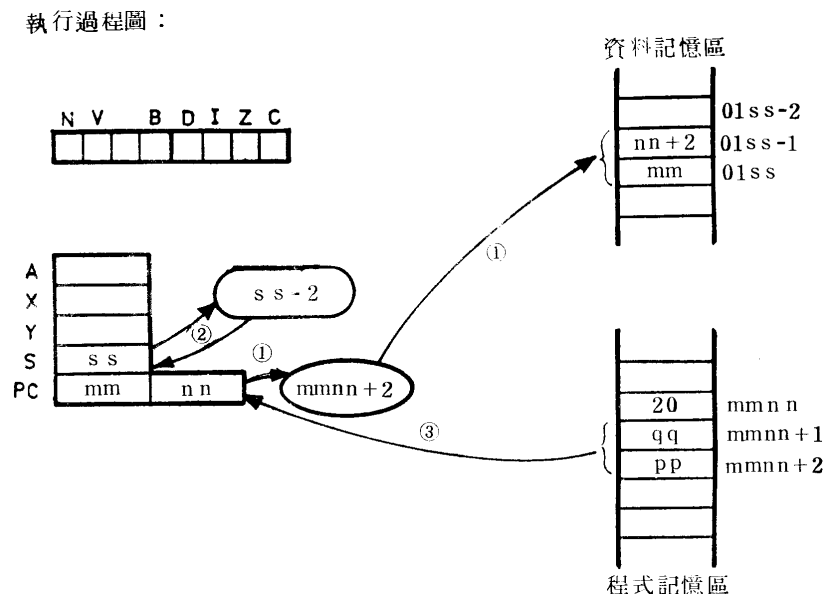 執行過程圖：
資料記憶區
N V B D I Z C
01ss-2
nn+2 01ss-1
mm 01ss
①
A
X
Y
S ss
PC mm nn
ss-2
②
①
mmnn+2
③
20 mmnn
qq mmnn+1
pp mmnn+2
程式記憶區